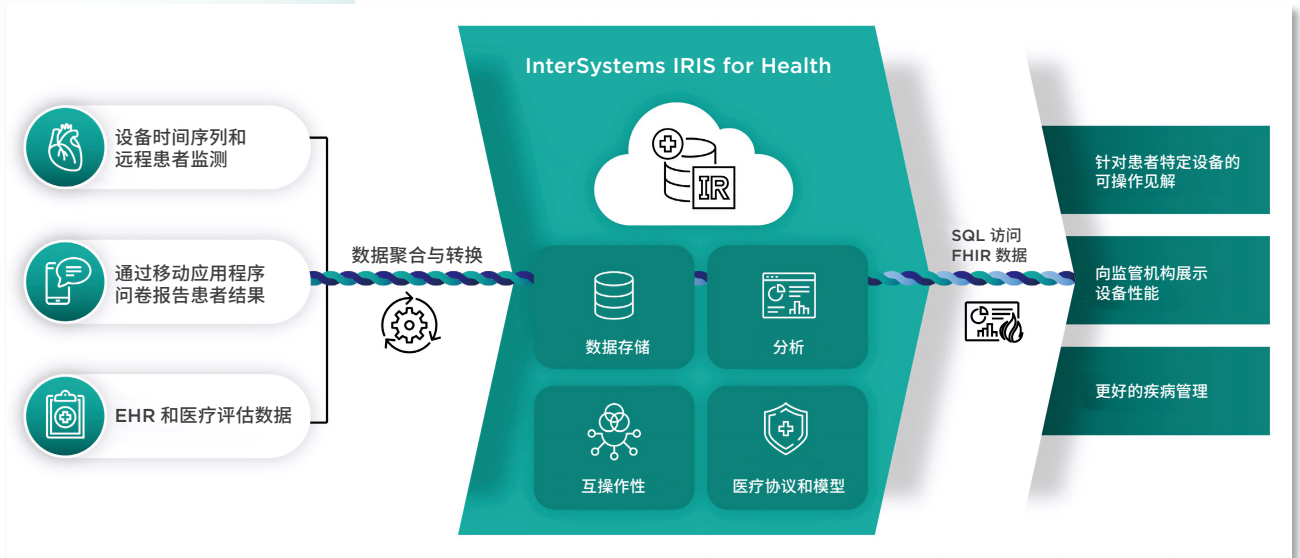 InterSystems IRIS for Health
IR
设备时间序列和
远程患者监测
通过移动应用程序
问卷报告患者结果
EHR 和医疗评估数据
数据聚合与转换
数据存储
分析
互操作性
医疗协议和模型
SQL 访问
FHIR 数据
针对患者特定设备的
可操作见解
向监管机构展示
设备性能
更好的疾病管理